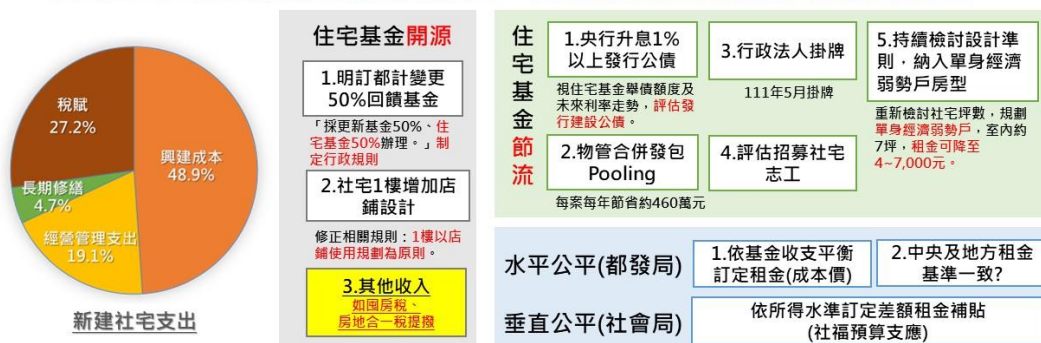 稅賦
27.2%
興建成本
48.9%
長期修繕
4.7%
經營管理支出
19.1%
新建社宅支出
住宅基金開源
1.明訂都計變更
50%回饋基金
「採更新基金50%、住
宅基金50%辦理。」制
定行政規則
2.社宅1樓增加店
鋪設計
修正相關規則：1樓以店
鋪使用規劃為原則。
3.其他收入
如囤房稅、
房地合一稅提撥
住宅基金節流
1.央行升息1%
以上發行公債
視住宅基金舉債額度及
未來利率走勢，評估發
行建設公債。
2.物管合併發包
Pooling
每案每年節省約460萬元
3.行政法人掛牌
111年5月掛牌
4.評估招募社宅
志工
5.持續檢討設計準
則，納入單身經濟
弱勢戶房型
重新檢討社宅坪數，規劃
單身經濟弱勢戶，室內約
7坪，租金可降至
4~7,000元。
水平公平(都發局)
1.依基金收支平衡
訂定租金(成本價)
2.中央及地方租金
基準一致?
垂直公平(社會局)
依所得水準訂定差額租金補貼
(社福預算支應)